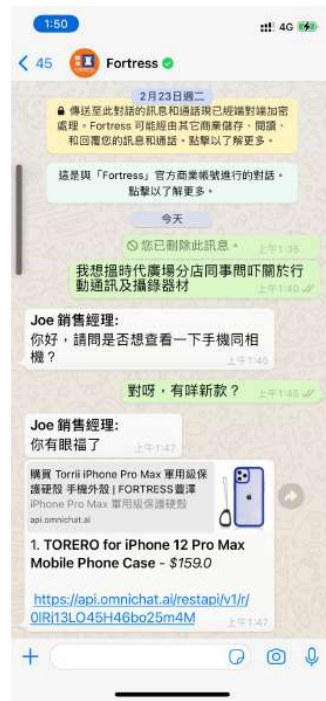 1:50
4G
45
Fortress
2月23日週二
傳送至此對話的訊息和通話現已經端對端加密
處理。Fortress 可能經由其它商業儲存、閱讀、
和回覆您的訊息和通話。點擊以了解更多。
這是與「Fortress」官方商業帳號進行的對話。
點擊以了解更多。
今天
您已刪除此訊息。
上午1:35
我想搵時代廣場分店同事問吓關於行
動通訊及攝錄器材
上午1:40
Joe 銷售經理:
你好，請問是否想查看一下手機同相
機？
上午1:45
對呀，有咩新款？
上午1:45
Joe 銷售經理:
你有眼福了
上午1:47
購買 Torrii iPhone Pro Max 軍用級保
護硬殼 手機外殼 | FORTRESS豐澤
iPhone Pro Max 軍用級保護硬殼
api.omnichat.ai
1. TORERO for iPhone 12 Pro Max
Mobile Phone Case - $159.0
https://api.omnichat.ai/restapi/v1/r/
0IRj13LO45H46bo25m4M
上午1:47